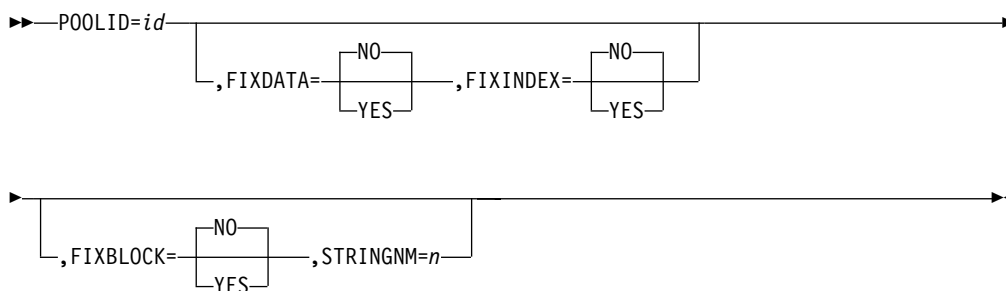 POOLID=id
NO
,FIXDATA= ,FIXINDEX=
YES
NO
YES
NO
,FIXBLOCK= ,STRINGNM=n
YES